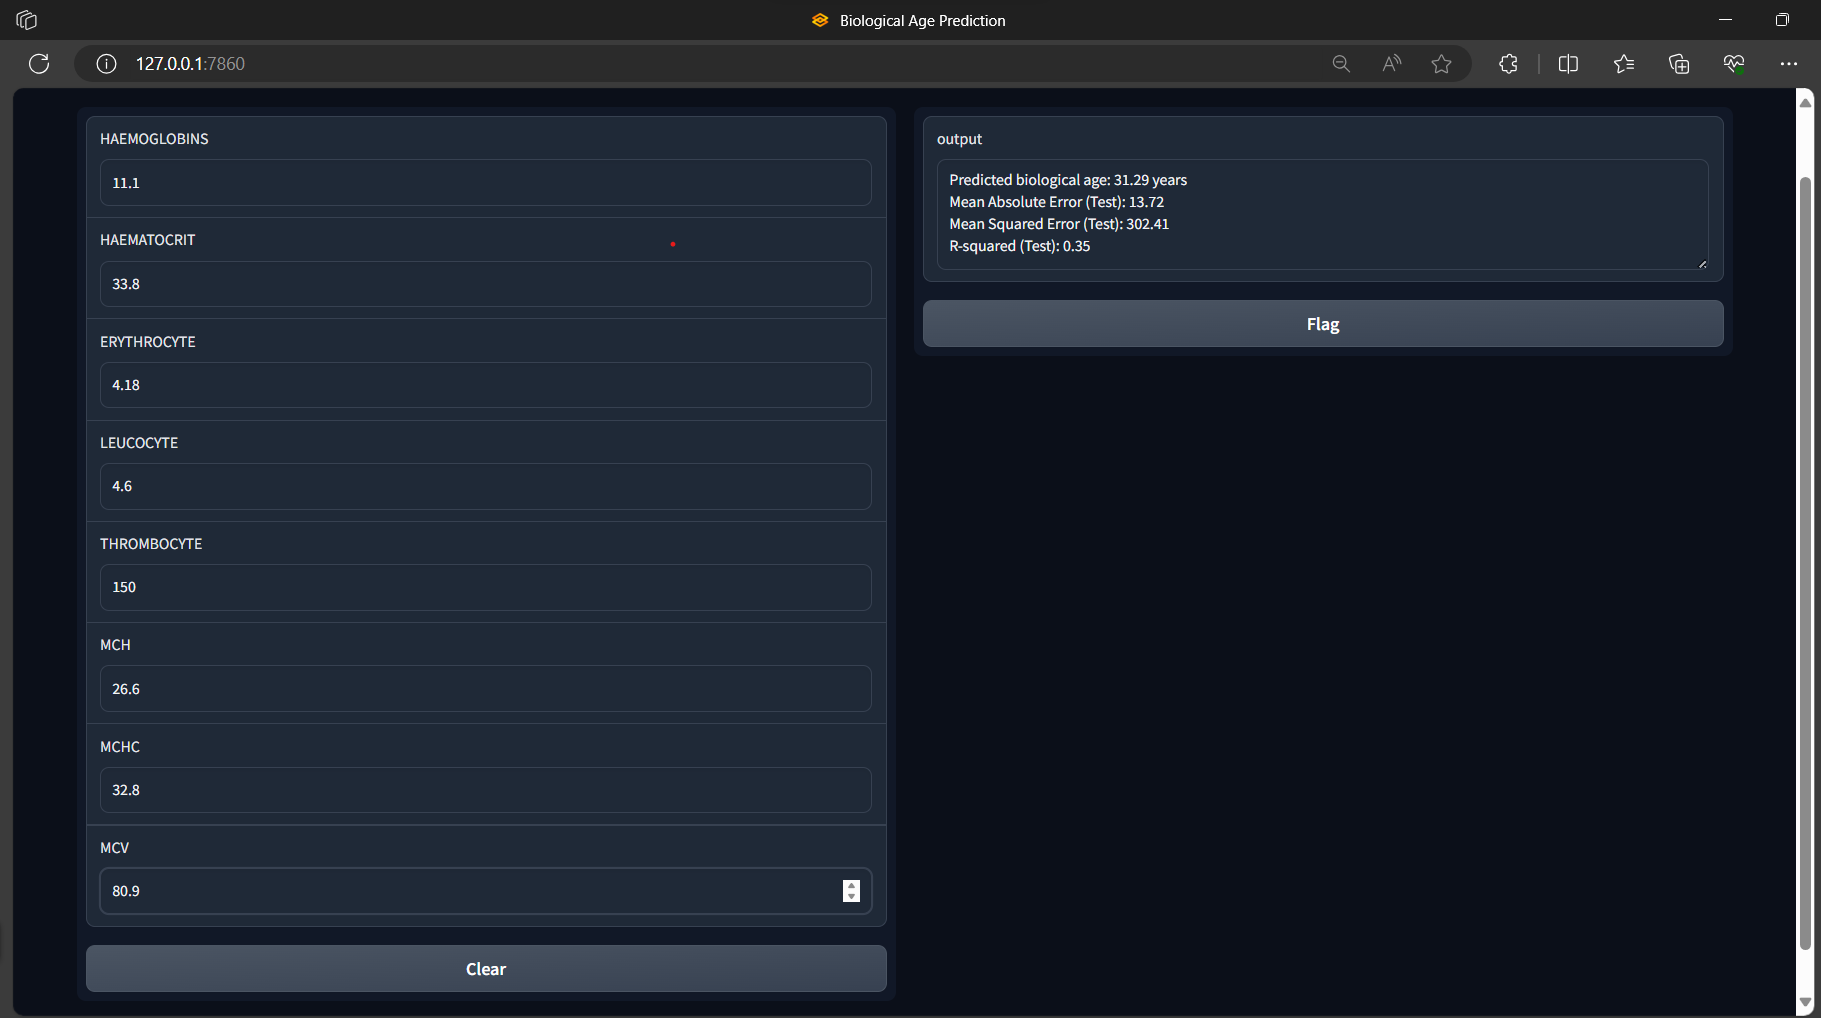 Biological Age Prediction
127.0.0.1:7860
HAEMOGLOBINS
11.1
HAEMATOCRIT
33.8
ERYTHROCYTE
4.18
LEUCOCYTE
4.6
THROMBOCYTE
150
MCH
26.6
MCHC
32.8
MCV
80.9
Clear
output
Predicted biological age: 31.29 years
Mean Absolute Error (Test): 13.72
Mean Squared Error (Test): 302.41
R-squared (Test): 0.35
Flag